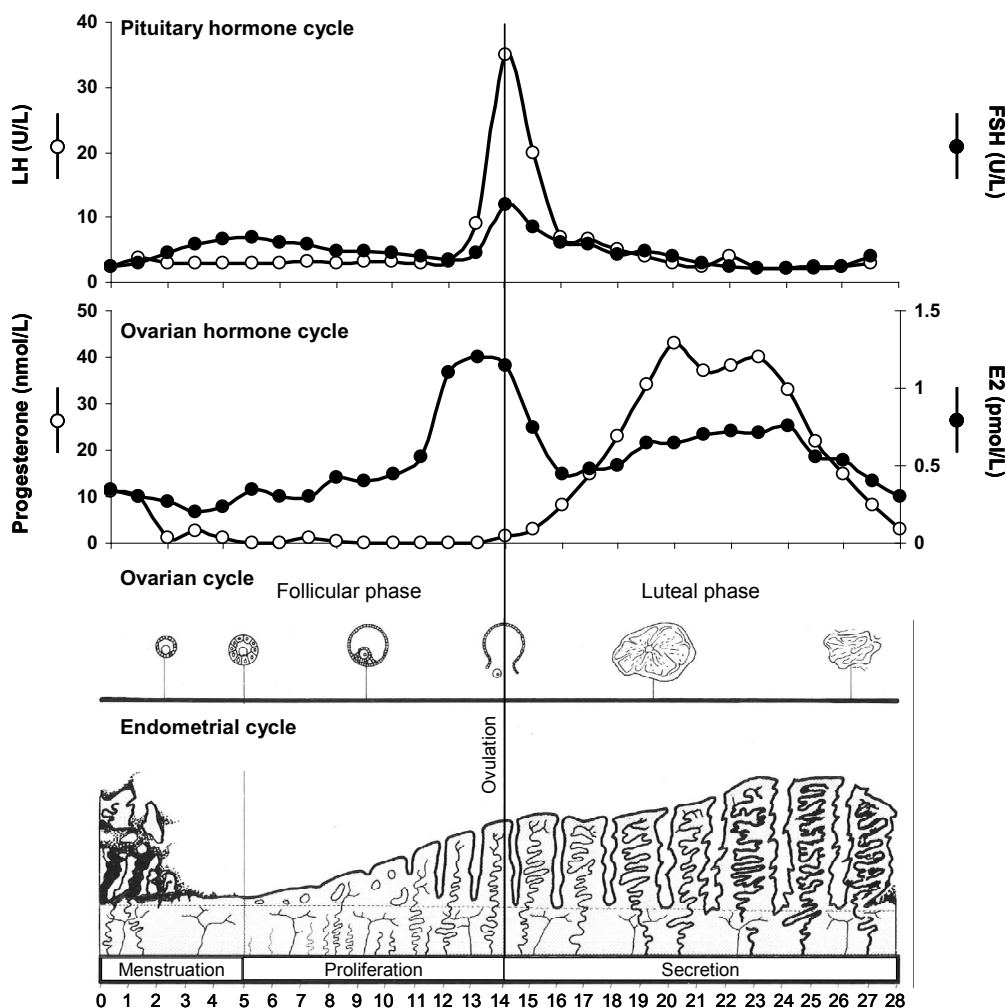 Pituitary hormone cycle
40
30
20
10
0
LH (U/L)
FSH (U/L)
Ovarian hormone cycle
50
40
30
20
10
0
Progesterone (nmol/L)
1.5
1
0.5
0
E2 (pmol/L)
Ovarian cycle
Follicular phase
Luteal phase
Endometrial cycle
Ovulation
Menstruation
Proliferation
Secretion
0 1 2 3 4 5 6 7 8 9 10 11 12 13 14 15 16 17 18 19 20 21 22 23 24 25 26 27 28